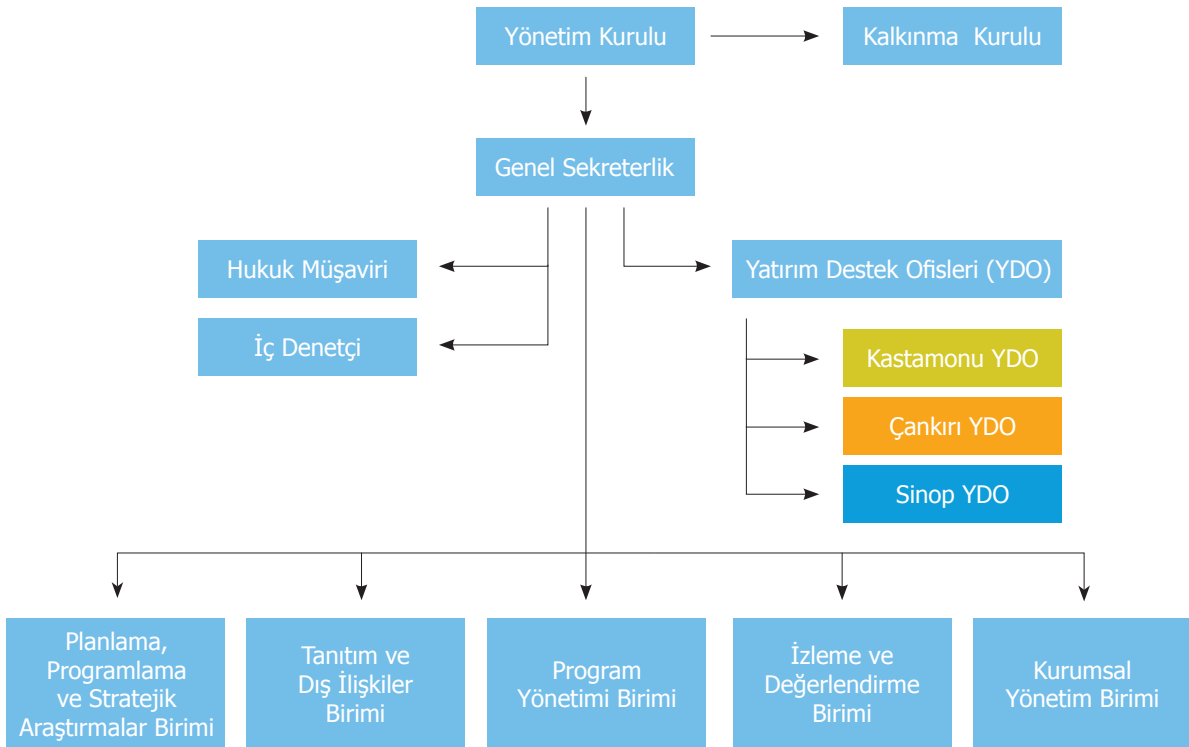 Yönetim Kurulu
Kalkınma Kurulu
Genel Sekreterlik
Hukuk Müşaviri
Yatırım Destek Ofisleri (YDO)
İç Denetçi
Kastamonu YDO
Çankırı YDO
Sinop YDO
Planlama,
Programlama
ve Stratejik
Araştırmalar Birimi
Tanıtım ve
Dış İlişkiler
Birimi
Program
Yönetimi Birimi
İzleme ve
Değerlendirme
Birimi
Kurumsal
Yönetim Birimi